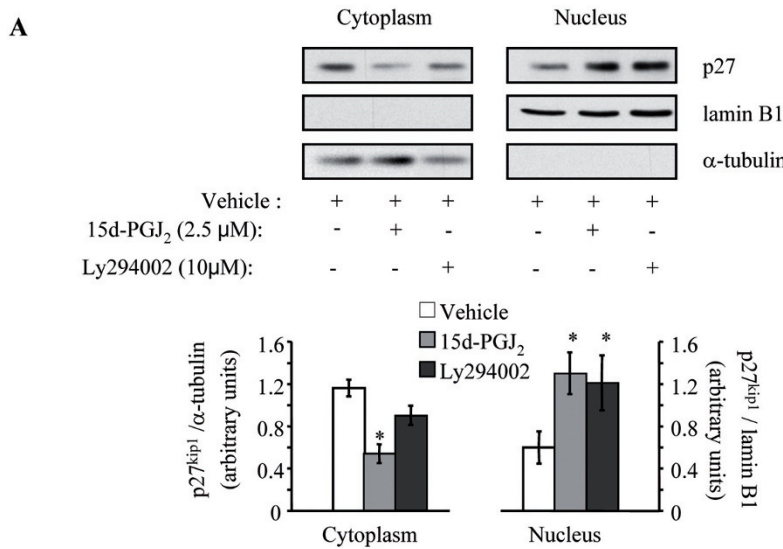 A
Cytoplasm Nucleus
p27
lamin B1
α-tubulin
Vehicle : + + + + + +
15d-PGJ₂ (2.5 µM): - + - - + -
Ly294002 (10µM): - - + - - +
Vehicle
15d-PGJ₂
Ly294002
p27ᵏⁱᵖ¹ /α-tubulin
(arbitrary units)
1.6
1.2
0.8
0.4
0
*
Cytoplasm
* *
Nucleus
1.6
1.2
0.8
0.4
0
p27ᵏⁱᵖ¹ / lamin B1
(arbitrary units)